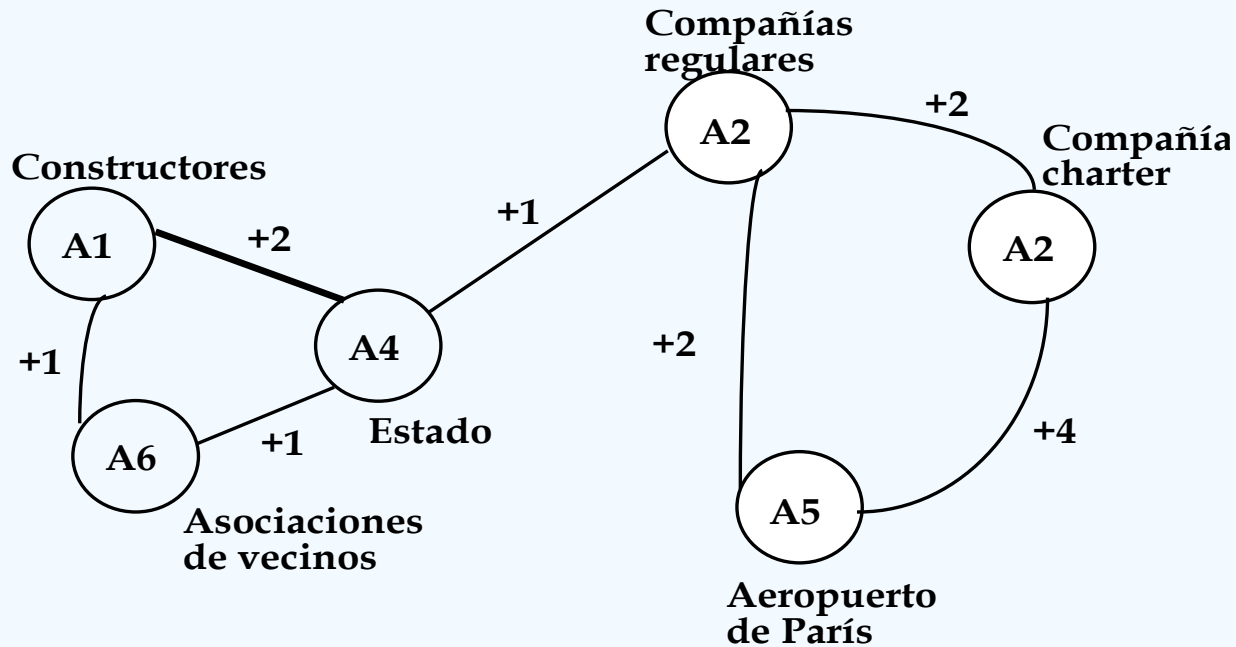 Compañías
regulares
A2
+2
Compañía
charter
A2
Constructores
A1
+2
+1
A4
Estado
+1
A6
+1
Asociaciones
de vecinos
+2
+4
A5
Aeropuerto
de París